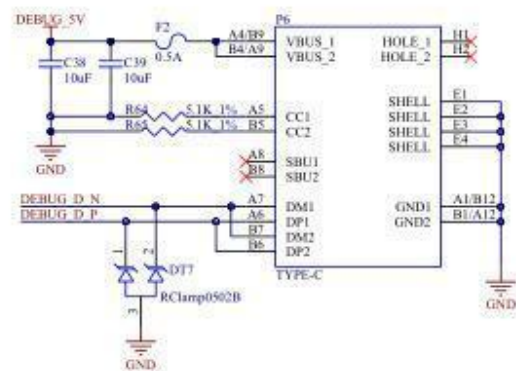 DEBUG_5V
F2
0.5A
P6
C38
10uF
C39
10uF
A4/B9
B4/A9
VBUS_1
VBUS_2
HOLE_1
HOLE_2
H1
H2
R64
5.1K_1%
A5
CC1
R65
5.1K_1%
B5
CC2
SHELL
E1
SHELL
E2
SHELL
E3
SHELL
E4
GND
A8
SBU1
B8
SBU2
DEBUG_D_N
DEBUG_D_P
A7
DM1
A6
DP1
B7
DM2
B6
DP2
GND1
A1/B12
GND2
B1/A12
TYPE-C
1
2
DT7
RClamp0502B
3
GND
GND